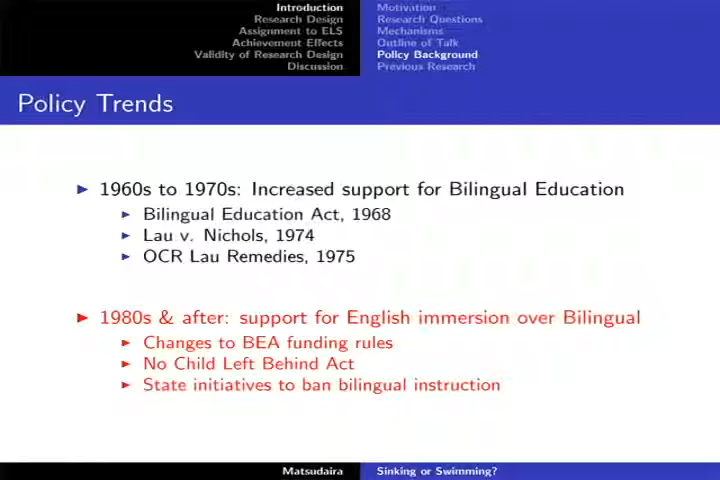 Introduction
Research Design
Assignment to ELS
Achievement Effects
Validity of Research Design
Discussion
Motivation
Research Questions
Mechanisms
Outline of Talk
Policy Background
Previous Research
Policy Trends
1960s to 1970s: Increased support for Bilingual Education
Bilingual Education Act, 1968
Lau v. Nichols, 1974
OCR Lau Remedies, 1975
1980s & after: support for English immersion over Bilingual
Changes to BEA funding rules
No Child Left Behind Act
State initiatives to ban bilingual instruction
Matsudaira
Sinking or Swimming?